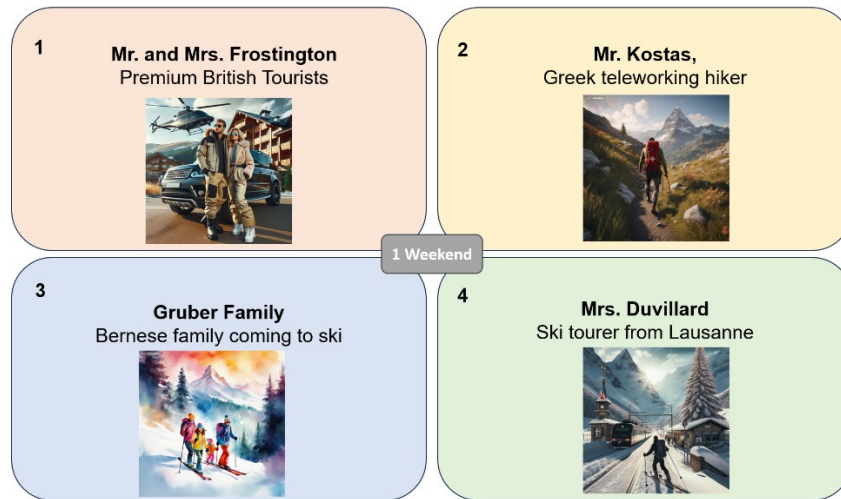 1
Mr. and Mrs. Frostington
Premium British Tourists
2
Mr. Kostas,
Greek teleworking hiker
1 Weekend
3
Gruber Family
Bernese family coming to ski
4
Mrs. Duvillard
Ski tourer from Lausanne